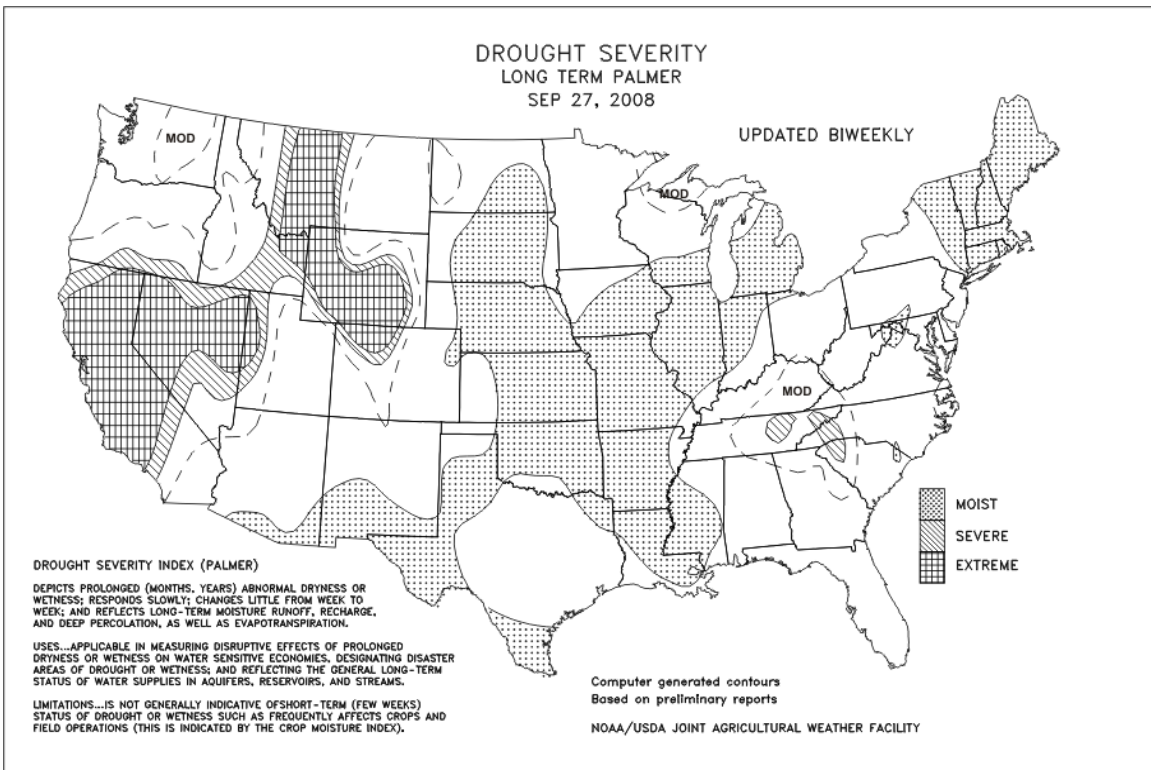 DROUGHT SEVERITY
LONG TERM PALMER
SEP 27, 2008
UPDATED BIWEEKLY
MOD
MOD
MOD
MOIST
SEVERE
EXTREME
DROUGHT SEVERITY INDEX (PALMER)
DEPICTS PROLONGED (MONTHS, YEARS) ABNORMAL DRYNESS OR
WETNESS; RESPONDS SLOWLY; CHANGES LITTLE FROM WEEK TO
WEEK; AND REFLECTS LONG-TERM MOISTURE RUNOFF, RECHARGE,
AND DEEP PERCOLATION, AS WELL AS EVAPOTRANSPIRATION.
USES...APPLICABLE IN MEASURING DISRUPTIVE EFFECTS OF PROLONGED
DRYNESS OR WETNESS ON WATER SENSITIVE ECONOMIES, DESIGNATING DISASTER
AREAS OF DROUGHT OR WETNESS; AND REFLECTING THE GENERAL LONG-TERM
STATUS OF WATER SUPPLIES IN AQUIFERS, RESERVOIRS, AND STREAMS.
LIMITATIONS...IS NOT GENERALLY INDICATIVE OFSHORT-TERM (FEW WEEKS)
STATUS OF DROUGHT OR WETNESS SUCH AS FREQUENTLY AFFECTS CROPS AND
FIELD OPERATIONS (THIS IS INDICATED BY THE CROP MOISTURE INDEX).
Computer generated contours
Based on preliminary reports
NOAA/USDA JOINT AGRICULTURAL WEATHER FACILITY